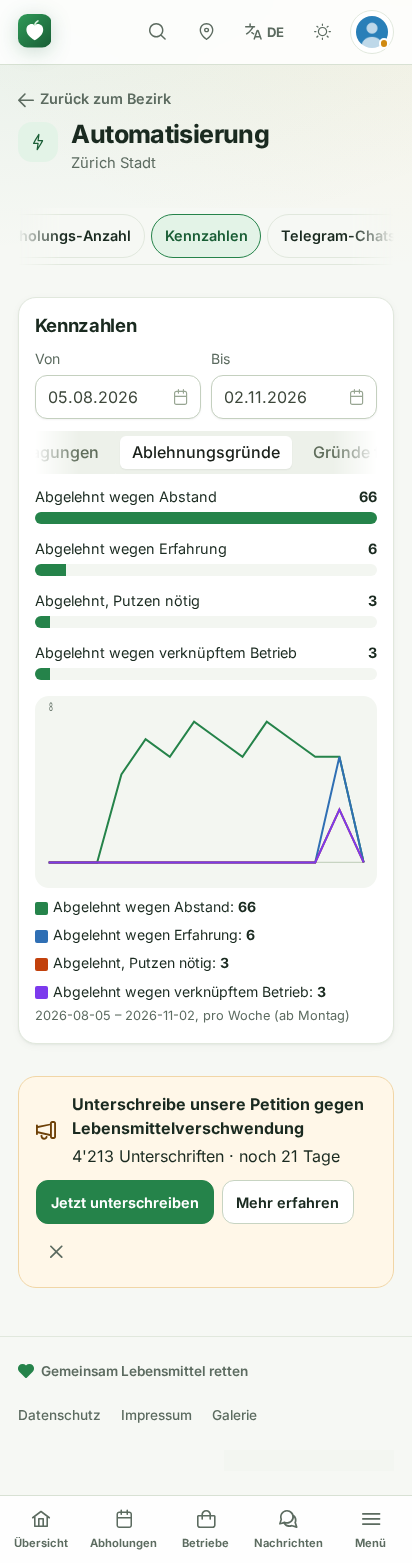 DE
Zurück zum Bezirk
Automatisierung
Zürich Stadt
holungs-Anzahl Kennzahlen Telegram-Chats
Kennzahlen
Von Bis
05.08.2026 02.11.2026
gungen Ablehnungsgründe Gründe
Abgelehnt wegen Abstand 66
Abgelehnt wegen Erfahrung 6
Abgelehnt, Putzen nötig 3
Abgelehnt wegen verknüpftem Betrieb 3
8
Abgelehnt wegen Abstand: 66
Abgelehnt wegen Erfahrung: 6
Abgelehnt, Putzen nötig: 3
Abgelehnt wegen verknüpftem Betrieb: 3
2026-08-05 – 2026-11-02, pro Woche (ab Montag)
Unterschreibe unsere Petition gegen
Lebensmittelverschwendung
4'213 Unterschriften · noch 21 Tage
Jetzt unterschreiben Mehr erfahren
Gemeinsam Lebensmittel retten
Datenschutz Impressum Galerie
Übersicht Abholungen Betriebe Nachrichten Menü